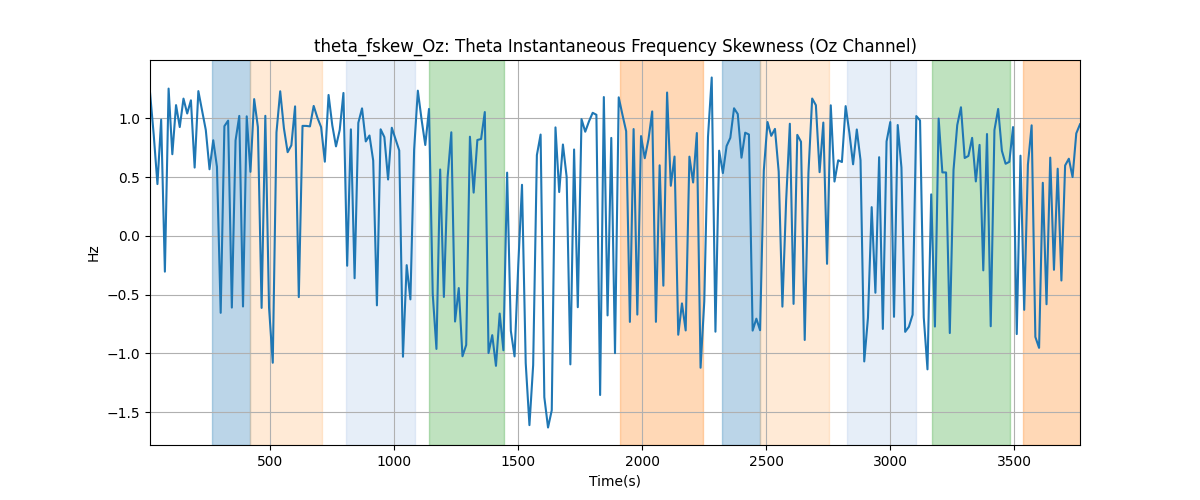 theta_fskew_Oz: Theta Instantaneous Frequency Skewness (Oz Channel)
1.0
0.5
0.0
−0.5
−1.0
−1.5
Hz
500 1000 1500 2000 2500 3000 3500
Time(s)